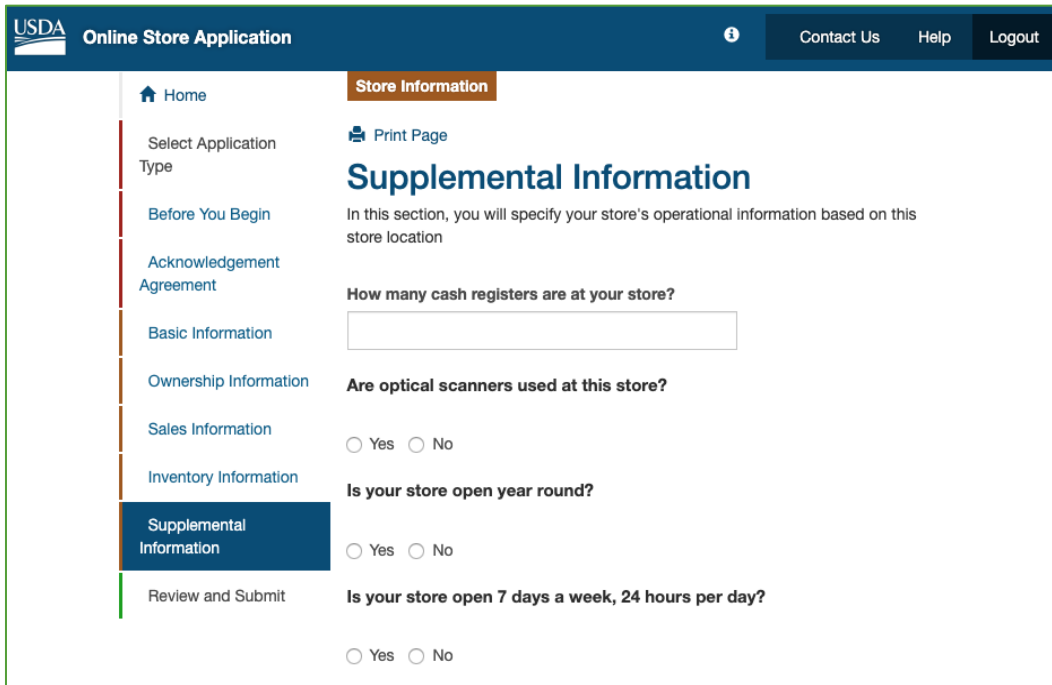 USDA Online Store Application Contact Us Help Logout
Home
Select Application
Type
Before You Begin
Acknowledgement
Agreement
Basic Information
Ownership Information
Sales Information
Inventory Information
Supplemental
Information
Review and Submit
Store Information
Print Page
Supplemental Information
In this section, you will specify your store's operational information based on this
store location
How many cash registers are at your store?
Are optical scanners used at this store?
Yes No
Is your store open year round?
Yes No
Is your store open 7 days a week, 24 hours per day?
Yes No